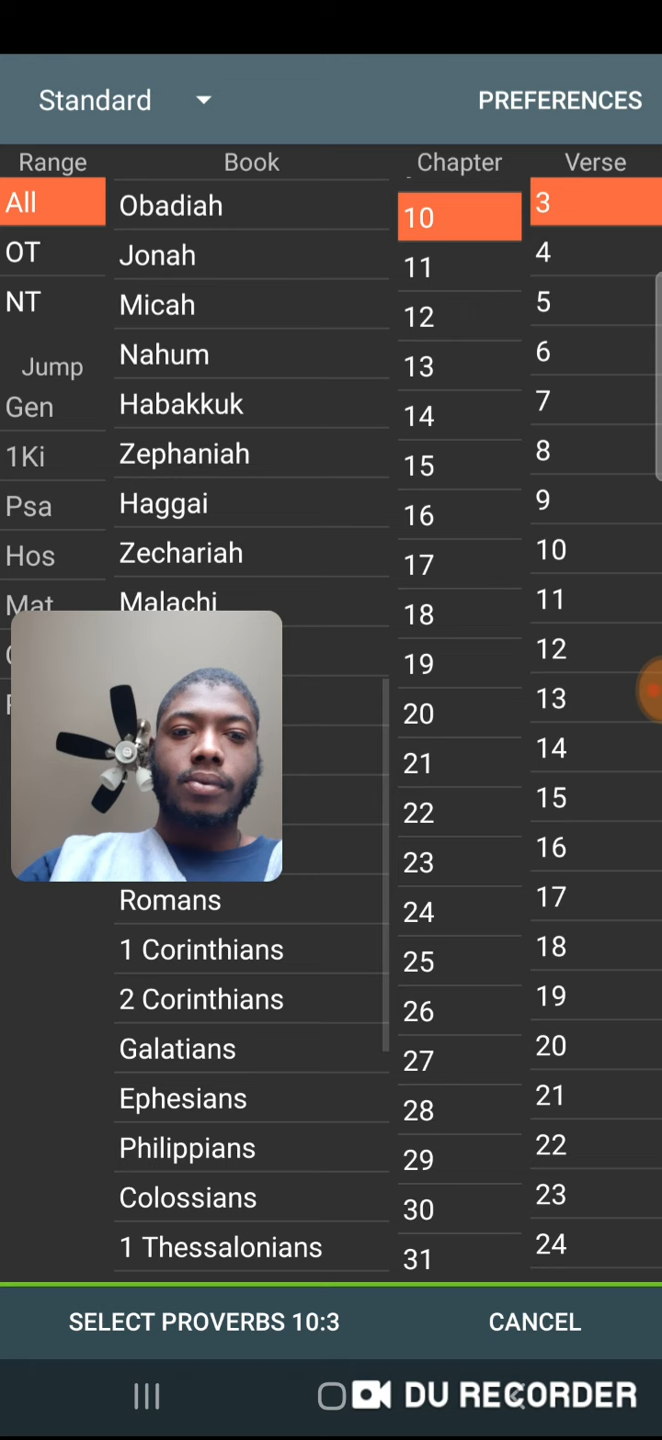 Standard PREFERENCES
Range Book Chapter Verse
All Obadiah 10 3
OT Jonah 11 4
NT Micah 12 5
Jump Nahum 13 6
Gen Habakkuk 14 7
1Ki Zephaniah 15 8
Psa Haggai 16 9
Hos Zechariah 17 10
Mat Malachi 18 11
19 12
20 13
21 14
22 15
23 16
Romans 24 17
1 Corinthians 25 18
2 Corinthians 26 19
Galatians 27 20
Ephesians 28 21
Philippians 29 22
Colossians 30 23
1 Thessalonians 31 24
SELECT PROVERBS 10:3 CANCEL
DU RECORDER